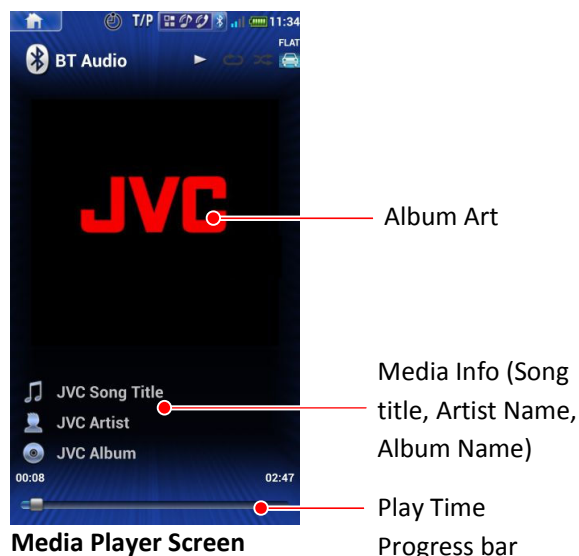 T/P 11:34
FLAT
BT Audio
JVC
Album Art
JVC Song Title
JVC Artist
JVC Album
Media Info (Song
title, Artist Name,
Album Name)
00:08 02:47
Play Time
Progress bar
Media Player Screen